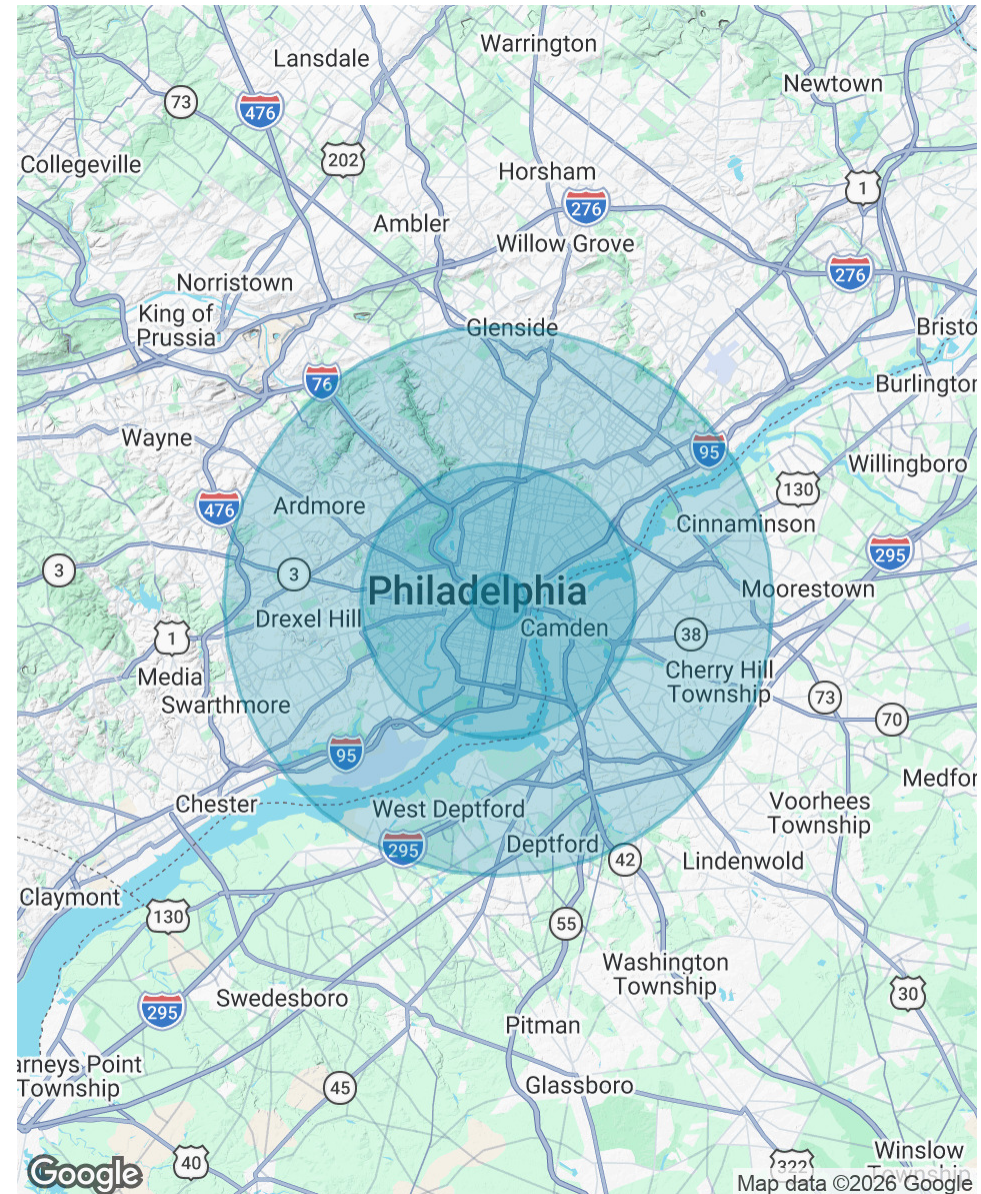 Warrington
Lansdale
Newtown
73
476
202
Collegeville
Horsham
1
276
Ambler
Willow Grove
276
Norristown
King of
Prussia
Glenside
Bristo
76
Burlington
Wayne
95
Willingboro
130
476
Ardmore
Cinnaminson
295
3
3
Philadelphia
Moorestown
Drexel Hill
Camden
38
1
Media
Cherry Hill
Township
Swarthmore
73
70
95
Medfor
Chester
West Deptford
Voorhees
Township
295
Deptford
42
Lindenwold
Claymont
130
55
Washington
Township
30
Swedesboro
295
Pitman
arneys Point
Township
45
Glassboro
Winslow
Township
40
322
Google
Map data ©2026 Google